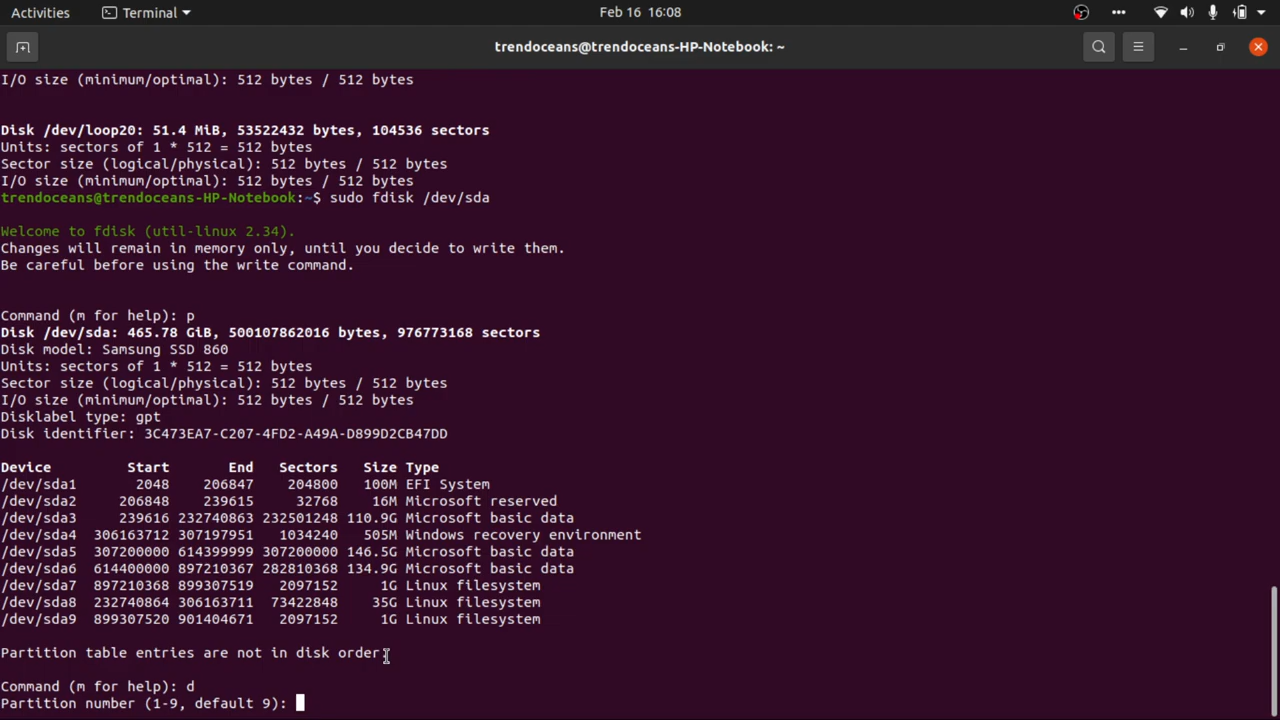 Activities Terminal Feb 16 16:08
trendoceans@trendoceans-HP-Notebook: ~
I/O size (minimum/optimal): 512 bytes / 512 bytes
Disk /dev/loop20: 51.4 MiB, 53522432 bytes, 104536 sectors
Units: sectors of 1 * 512 = 512 bytes
Sector size (logical/physical): 512 bytes / 512 bytes
I/O size (minimum/optimal): 512 bytes / 512 bytes
trendoceans@trendoceans-HP-Notebook:~$ sudo fdisk /dev/sda
Welcome to fdisk (util-linux 2.34).
Changes will remain in memory only, until you decide to write them.
Be careful before using the write command.
Command (m for help): p
Disk /dev/sda: 465.78 GiB, 500107862016 bytes, 976773168 sectors
Disk model: Samsung SSD 860
Units: sectors of 1 * 512 = 512 bytes
Sector size (logical/physical): 512 bytes / 512 bytes
I/O size (minimum/optimal): 512 bytes / 512 bytes
Disklabel type: gpt
Disk identifier: 3C473EA7-C207-4FD2-A49A-D899D2CB47DD
Device Start End Sectors Size Type
/dev/sda1 2048 206847 204800 100M EFI System
/dev/sda2 206848 239615 32768 16M Microsoft reserved
/dev/sda3 239616 232740863 232501248 110.9G Microsoft basic data
/dev/sda4 306163712 307197951 1034240 505M Windows recovery environment
/dev/sda5 307200000 614399999 307200000 146.5G Microsoft basic data
/dev/sda6 614400000 897210367 282810368 134.9G Microsoft basic data
/dev/sda7 897210368 899307519 2097152 1G Linux filesystem
/dev/sda8 232740864 306163711 73422848 35G Linux filesystem
/dev/sda9 899307520 901404671 2097152 1G Linux filesystem
Partition table entries are not in disk order.
Command (m for help): d
Partition number (1-9, default 9):